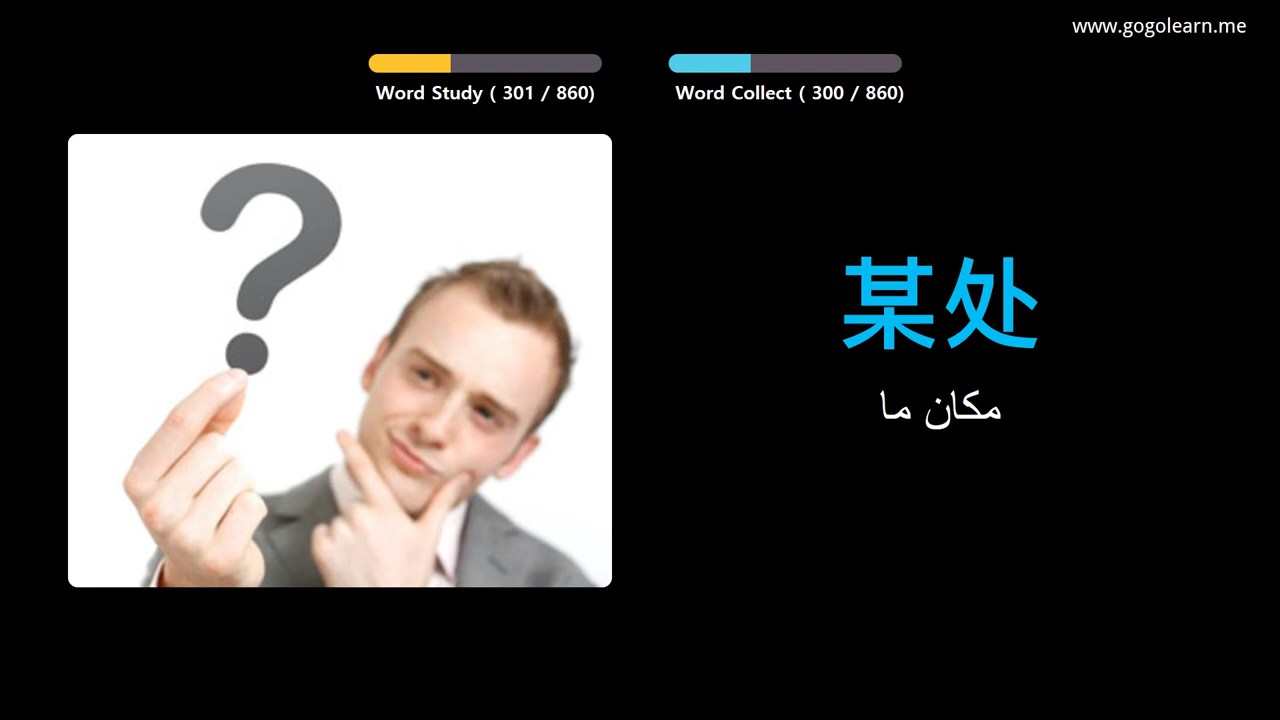 www.gogolearn.me
Word Study ( 301 / 860)
Word Collect ( 300 / 860)
某处
مكان ما